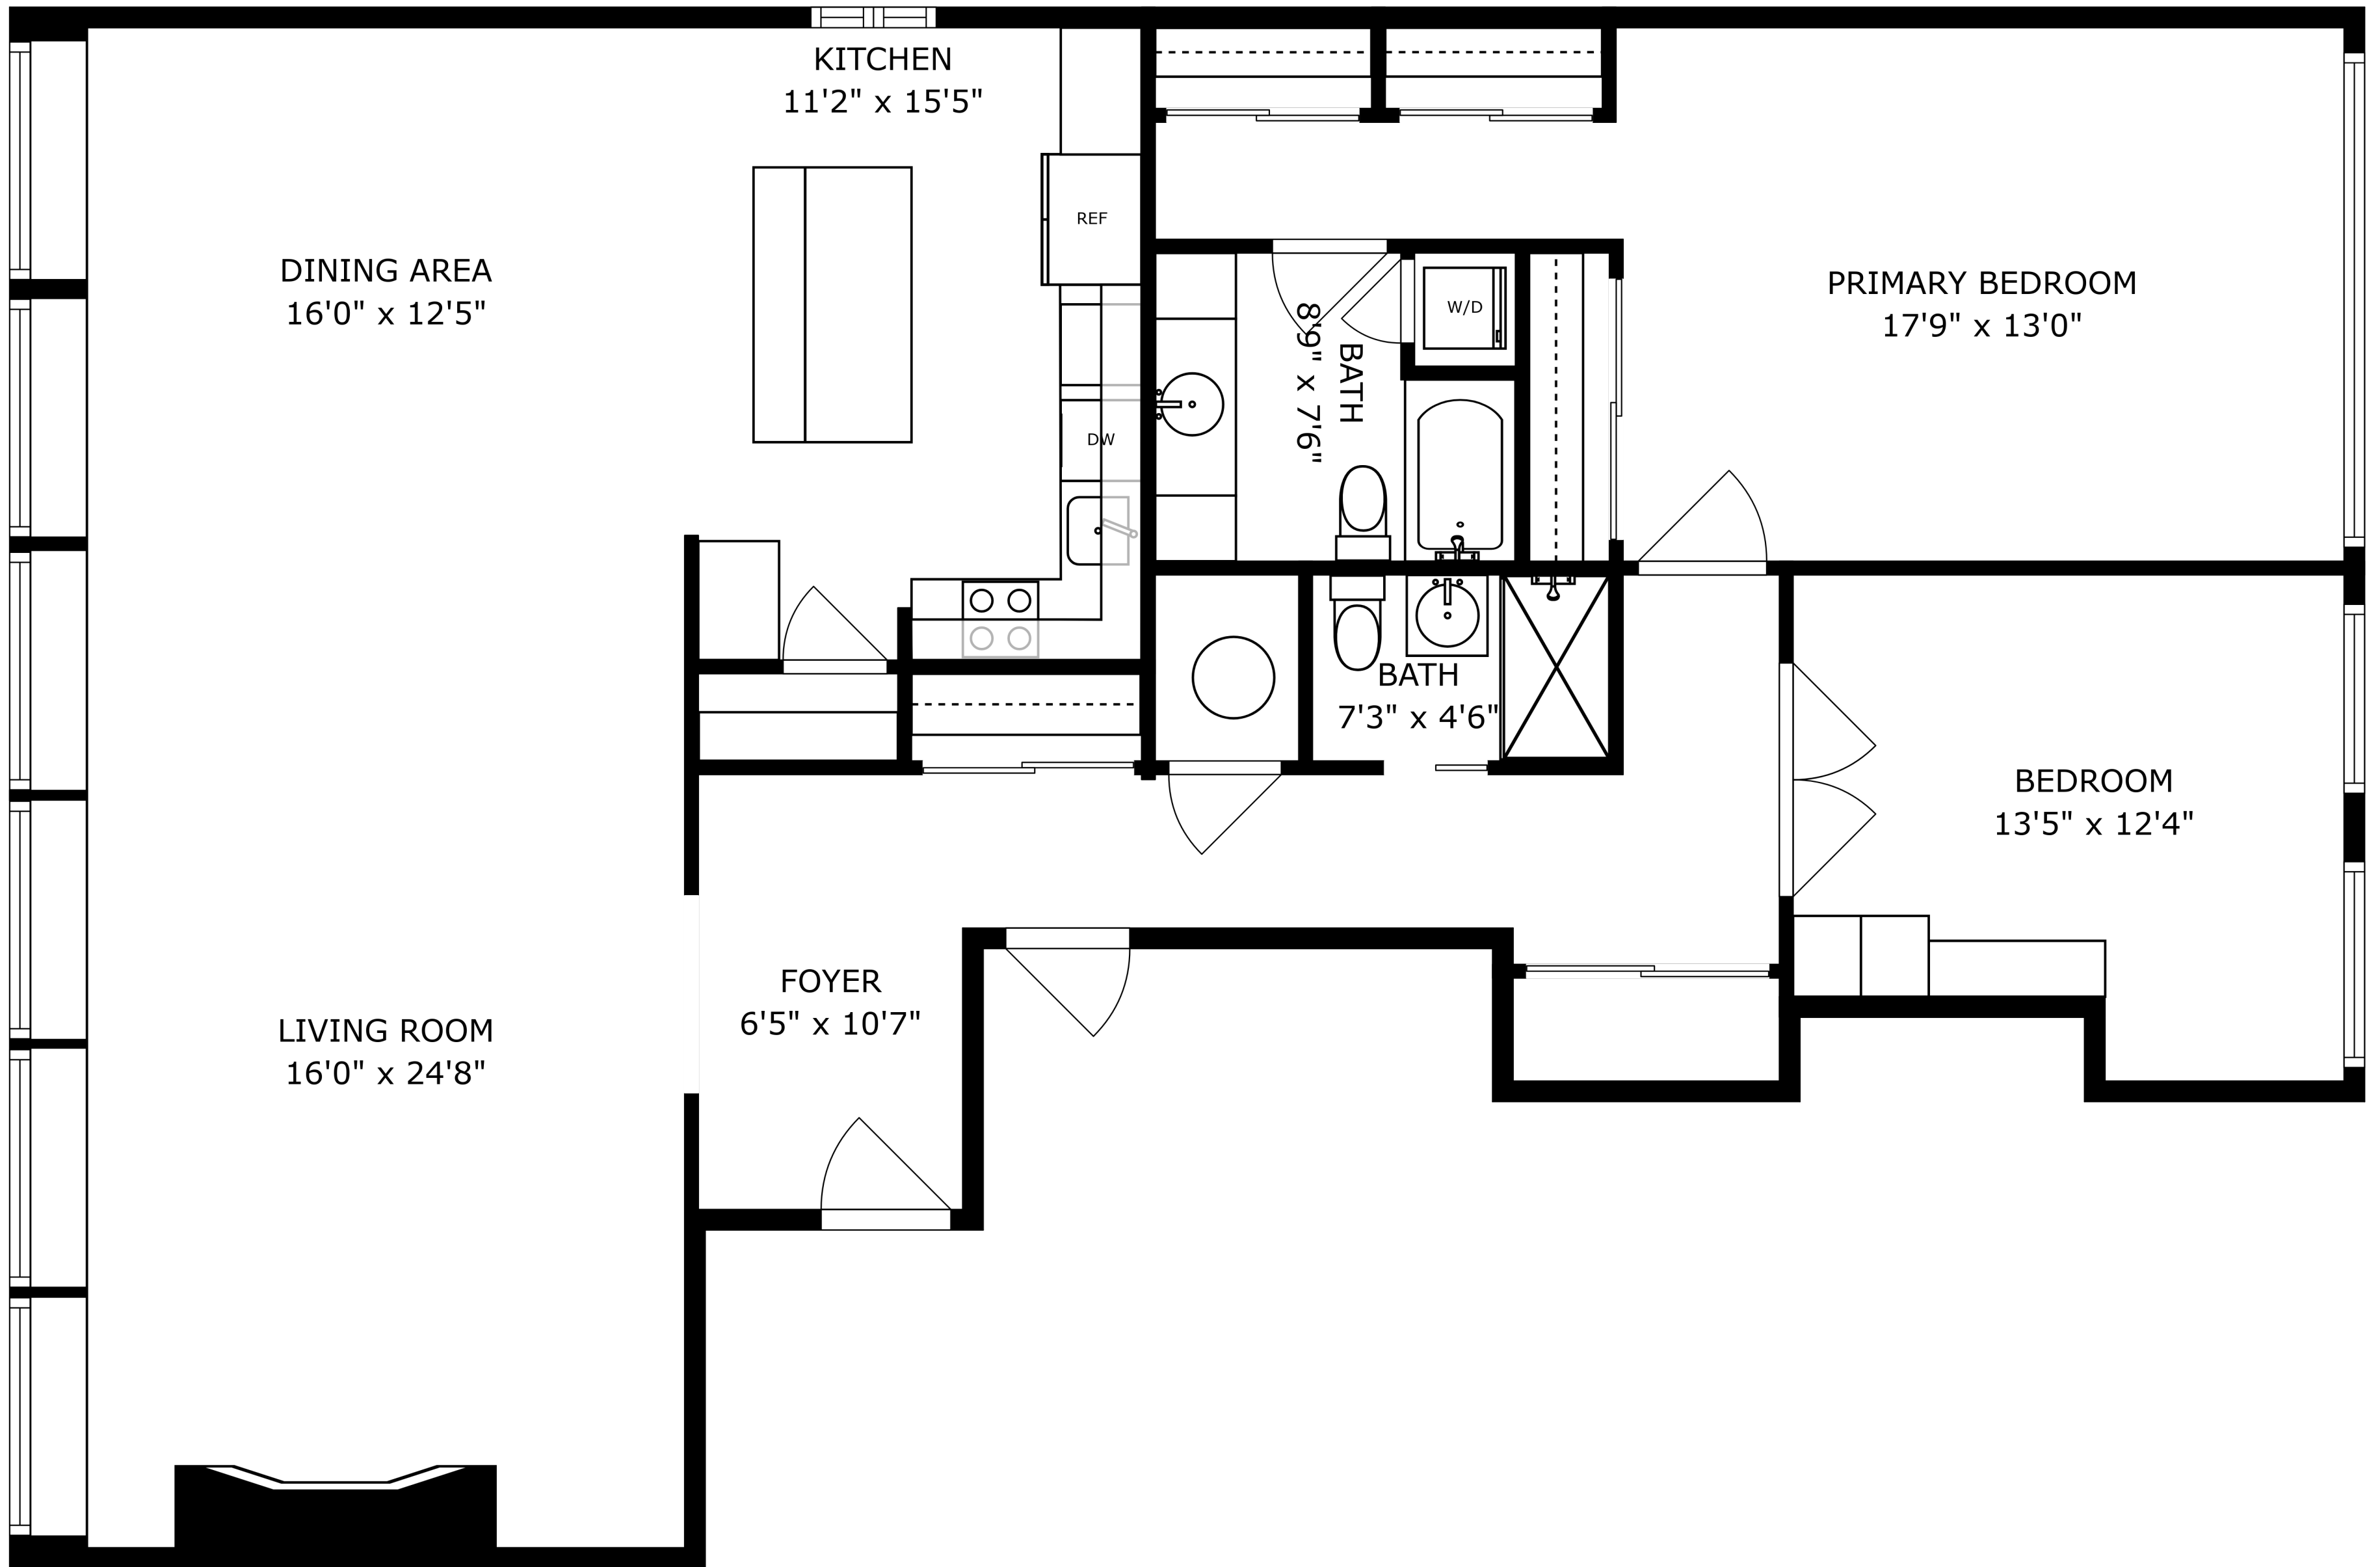 KITCHEN
11'2" x 15'5"
REF
DINING AREA
16'0" x 12'5"
PRIMARY BEDROOM
17'9" x 13'0"
W/D
BATH
8'9" x 7'6"
DW
BATH
7'3" x 4'6"
BEDROOM
13'5" x 12'4"
FOYER
6'5" x 10'7"
LIVING ROOM
16'0" x 24'8"